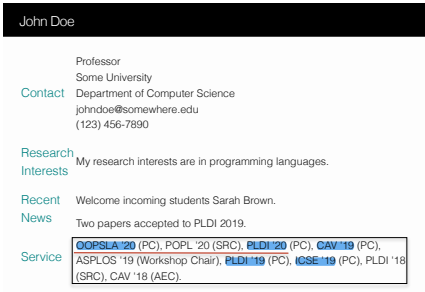 John Doe
Professor
Some University
Contact Department of Computer Science
johndoe@somewhere.edu
(123) 456-7890
Research Interests My research interests are in programming languages.
Recent News Welcome incoming students Sarah Brown.
Two papers accepted to PLDI 2019.
Service OOPSLA '20 (PC), POPL '20 (SRC), PLDI '20 (PC), CAV '19 (PC),
ASPLOS '19 (Workshop Chair), PLDI '19 (PC), ICSE '19 (PC), PLDI '18
(SRC), CAV '18 (AEC).